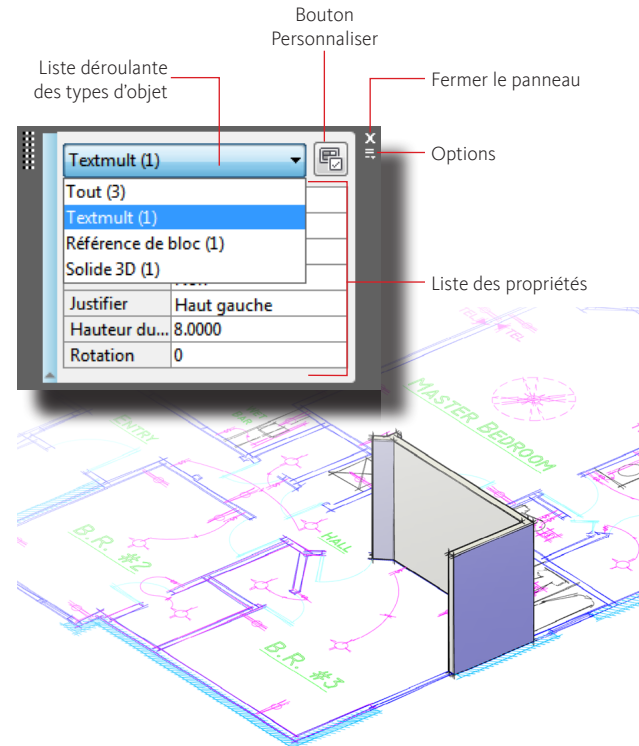 Bouton
Personnaliser
Liste déroulante
des types d'objet
Fermer le panneau
X
Textmult (1)
Options
Tout (3)
Textmult (1)
Référence de bloc (1)
Solide 3D (1)
Liste des propriétés
Justifier Haut gauche
Hauteur du... 8.0000
Rotation 0
MASTER BEDROOM
ENTRY
BAR
HALL
B.R. #2
B.R. #3